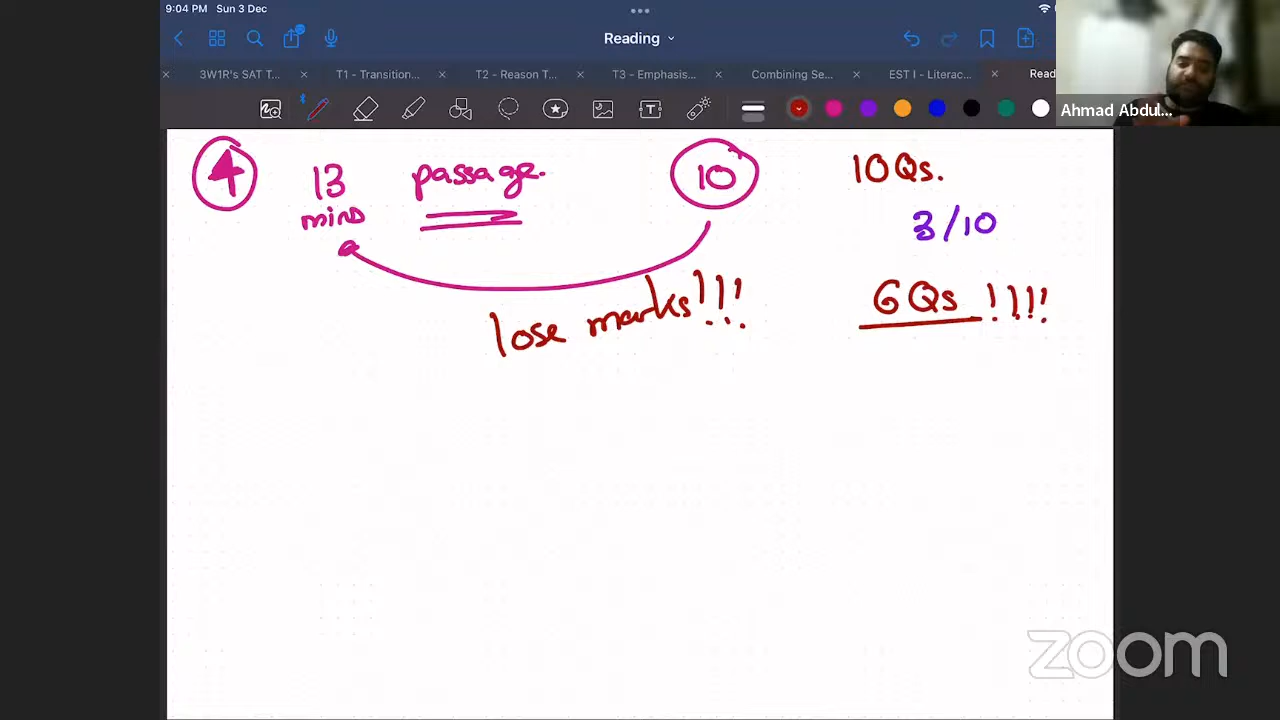 9:04 PM Sun 3 Dec
Reading
3W1R's SAT T...
T1 - Transition...
T2 - Reason T...
T3 - Emphasis...
Combining Se...
EST I - Literac...
Read
Ahmad Abdul...
4 13 mins passage. 10 10Qs.
3/10
lose marks!!! 6Qs !!!!
zoom